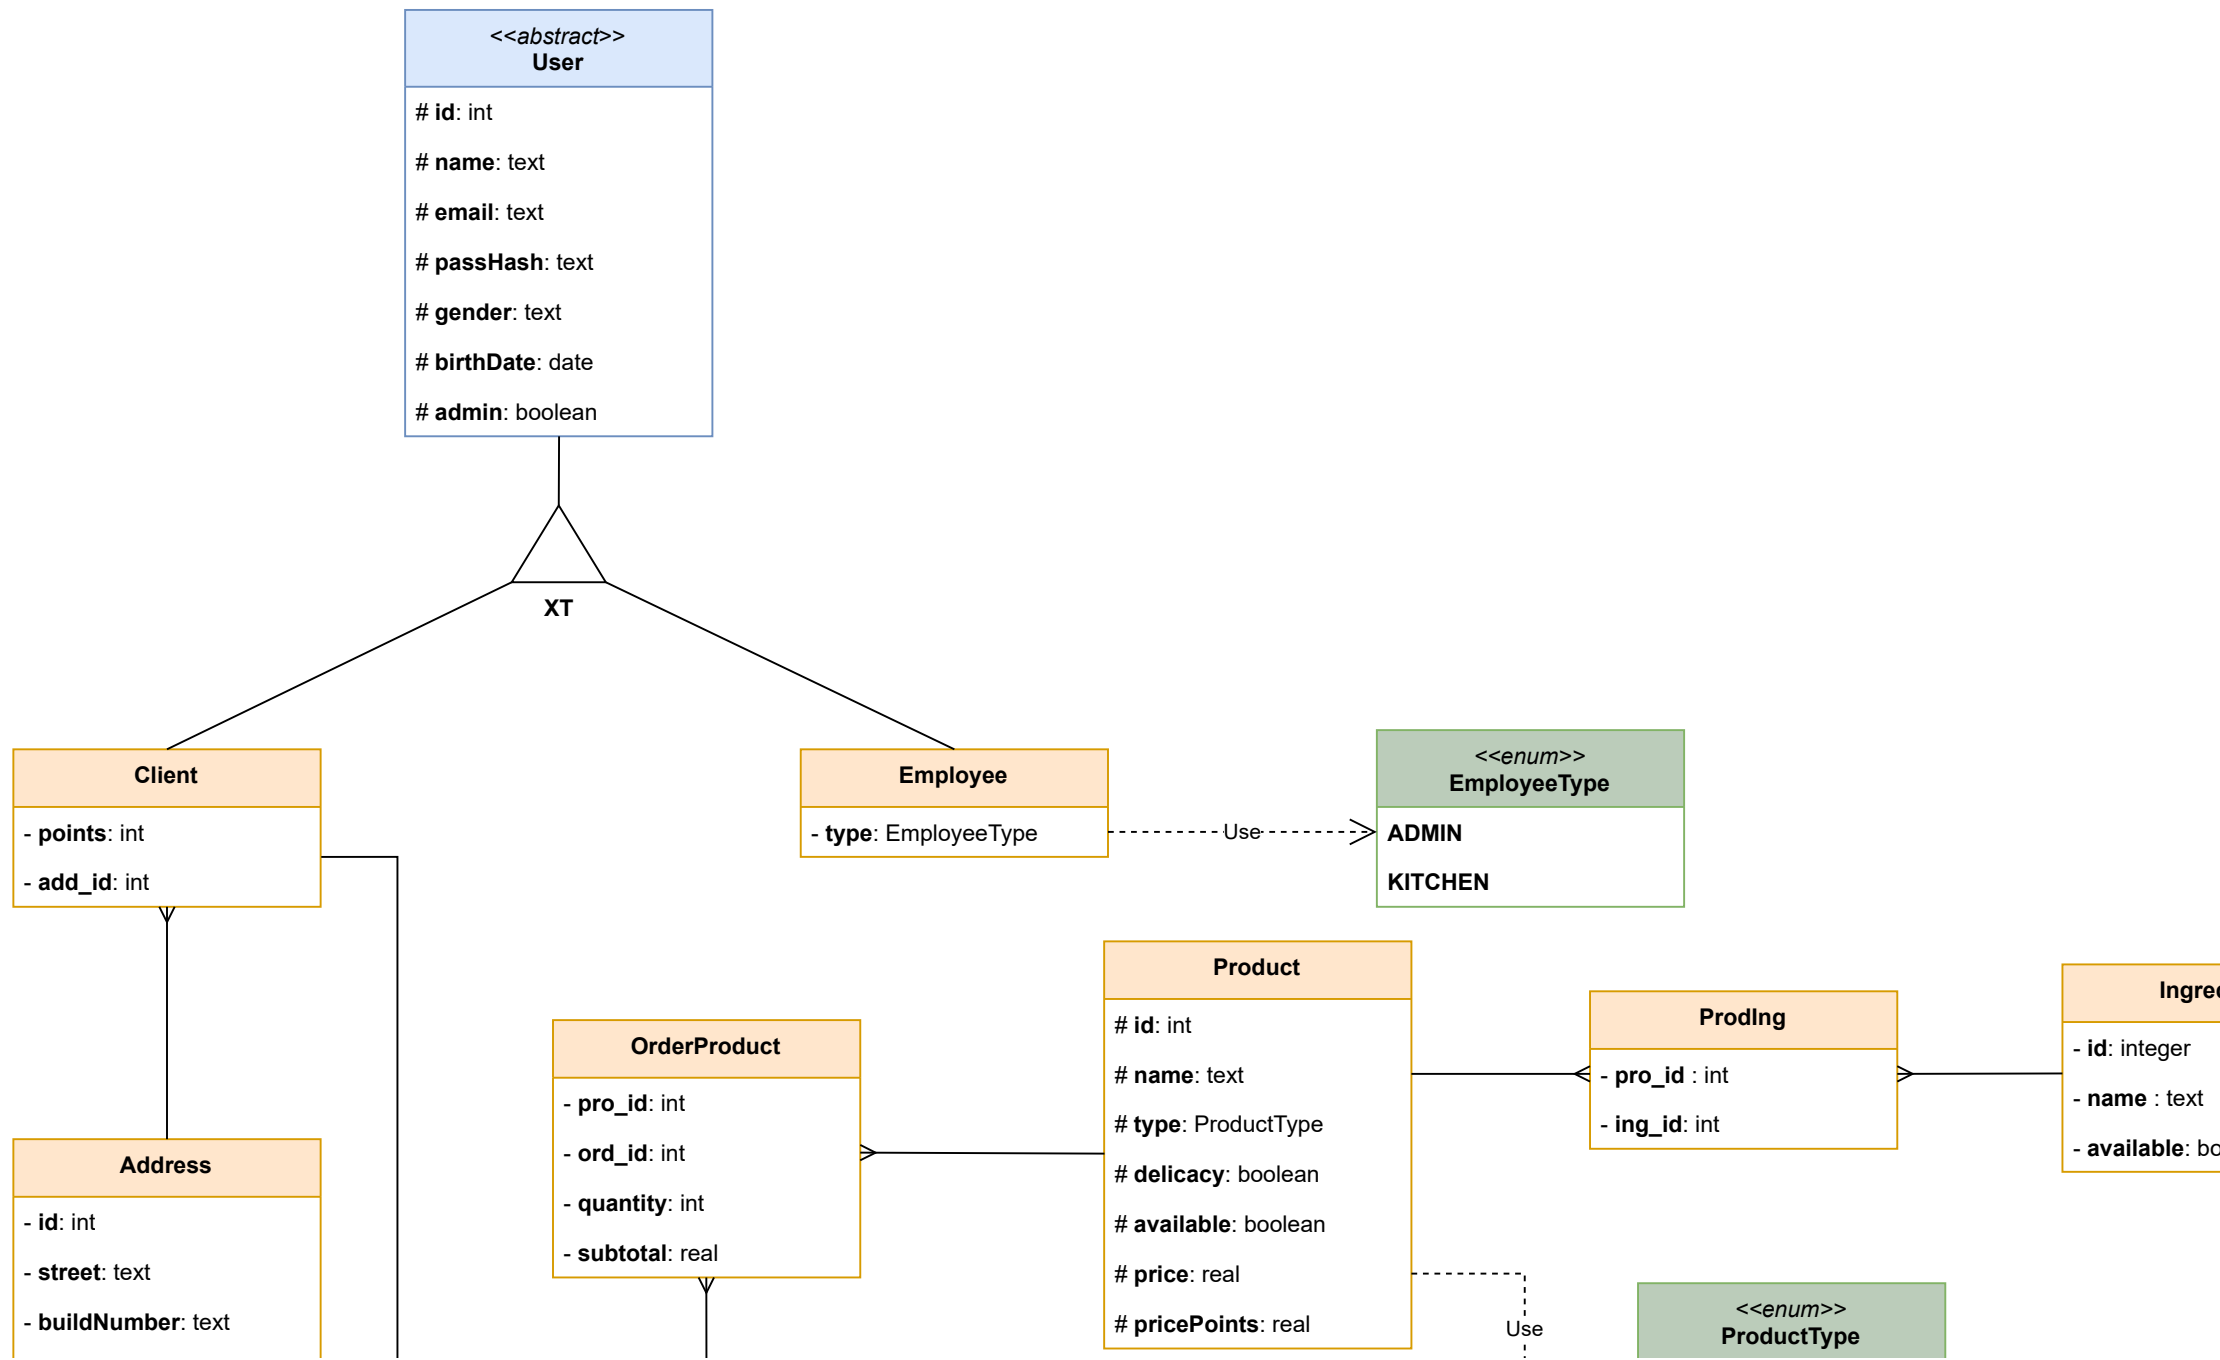 <<abstract>>
User
# id: int
# name: text
# email: text
# passHash: text
# gender: text
# birthDate: date
# admin: boolean
XT
Client
- points: int
- add_id: int
Employee
- type: EmployeeType
Use
<<enum>>
EmployeeType
ADMIN
KITCHEN
Address
- id: int
- street: text
- buildNumber: text
OrderProduct
- pro_id: int
- ord_id: int
- quantity: int
- subtotal: real
Product
# id: int
# name: text
# type: ProductType
# delicacy: boolean
# available: boolean
# price: real
# pricePoints: real
Use
ProdIng
- pro_id : int
- ing_id: int
- id: integer
- name : text
- available:
<<enum>>
ProductType